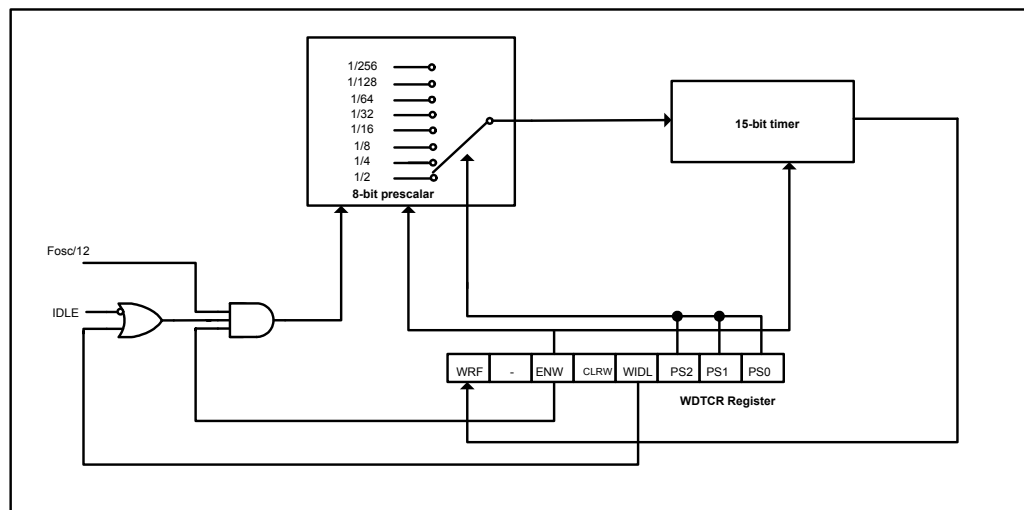 1/256
1/128
1/64
1/32
1/16
1/8
1/4
1/2
8-bit prescalar
15-bit timer
Fosc/12
IDLE
WRF - ENW CLRW WIDL PS2 PS1 PS0
WDTCR Register